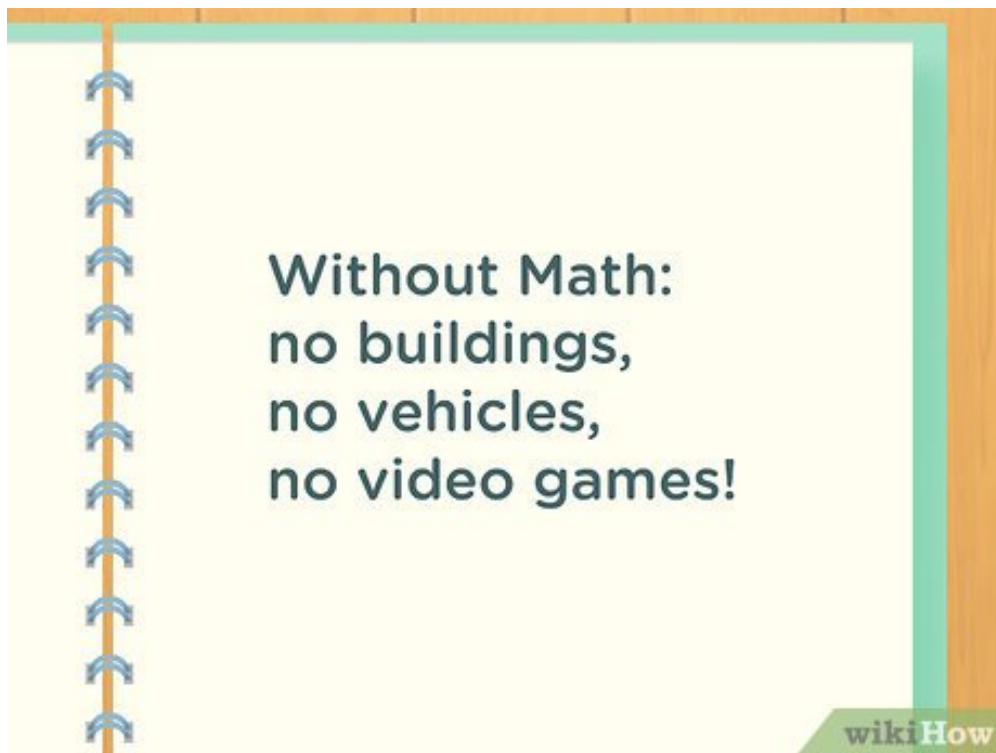 Without Math:
no buildings,
no vehicles,
no video games!
wikiHow